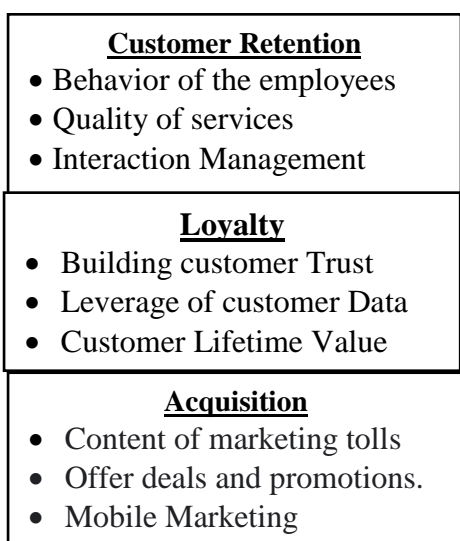 Customer Retention
• Behavior of the employees
• Quality of services
• Interaction Management
Loyalty
• Building customer Trust
• Leverage of customer Data
• Customer Lifetime Value
Acquisition
• Content of marketing tolls
• Offer deals and promotions.
• Mobile Marketing